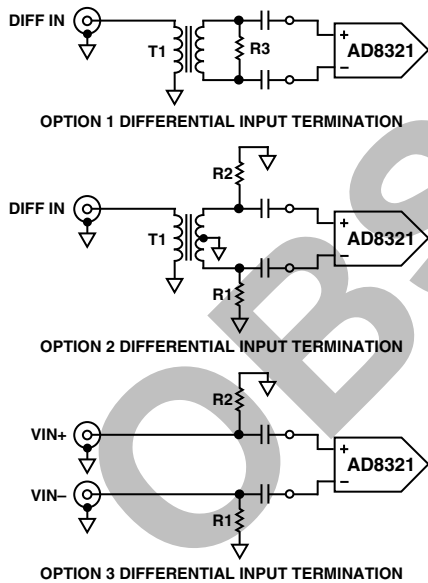 DIFF IN
T1
R3
+
−
AD8321
OPTION 1 DIFFERENTIAL INPUT TERMINATION
R2
DIFF IN
T1
+
−
AD8321
R1
OPTION 2 DIFFERENTIAL INPUT TERMINATION
R2
VIN+
+
−
AD8321
VIN–
R1
OPTION 3 DIFFERENTIAL INPUT TERMINATION
OBS